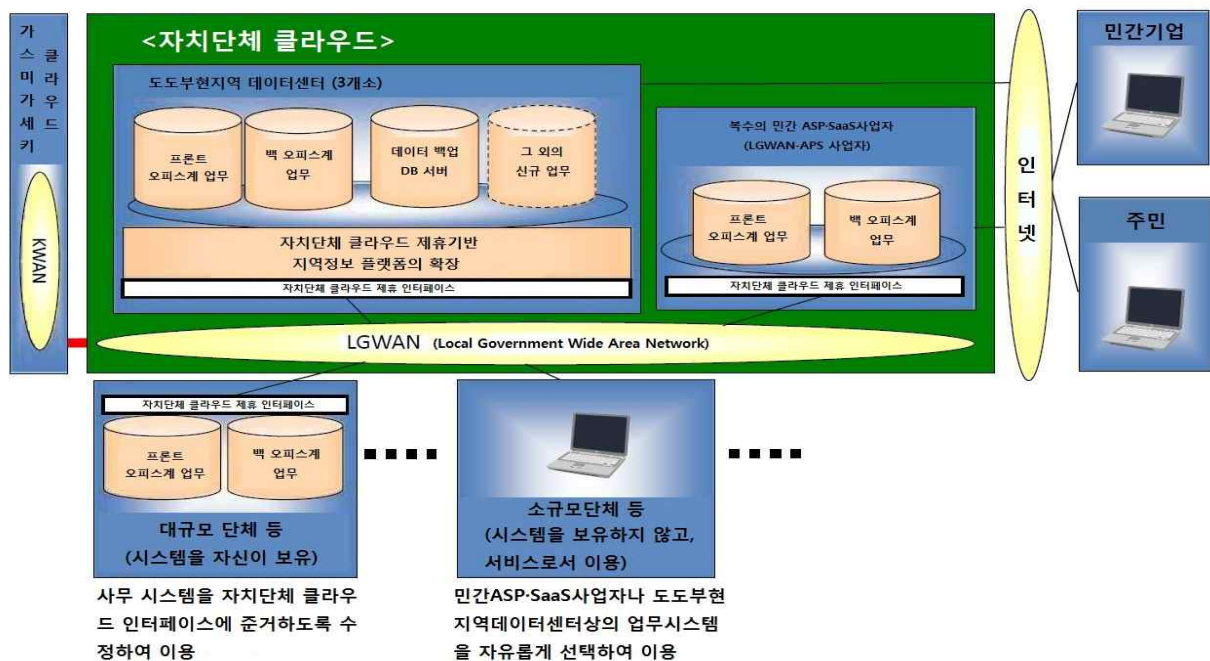 가스미가세키
클라우드
KWAN
<자치단체 클라우드>
도도부현지역 데이터센터 (3개소)
프론트
오피스계 업무
백 오피스계
업무
데이터 백업
DB 서버
그 외의
신규 업무
자치단체 클라우드 제휴기반
지역정보 플랫폼의 확장
자치단체 클라우드 제휴 인터페이스
복수의 민간 ASP·SaaS사업자
(LGWAN-APS 사업자)
프론트
오피스계 업무
백 오피스계
업무
자치단체 클라우드 제휴 인터페이스
LGWAN (Local Government Wide Area Network)
인터넷
민간기업
주민
자치단체 클라우드 제휴 인터페이스
프론트
오피스계 업무
백 오피스계
업무
대규모 단체 등
(시스템을 자신이 보유)
사무 시스템을 자치단체 클라우
드 인터페이스에 준거하도록 수
정하여 이용
소규모단체 등
(시스템을 보유하지 않고,
서비스로서 이용)
민간ASP·SaaS사업자나 도도부현
지역데이터센터상의 업무시스템
을 자유롭게 선택하여 이용